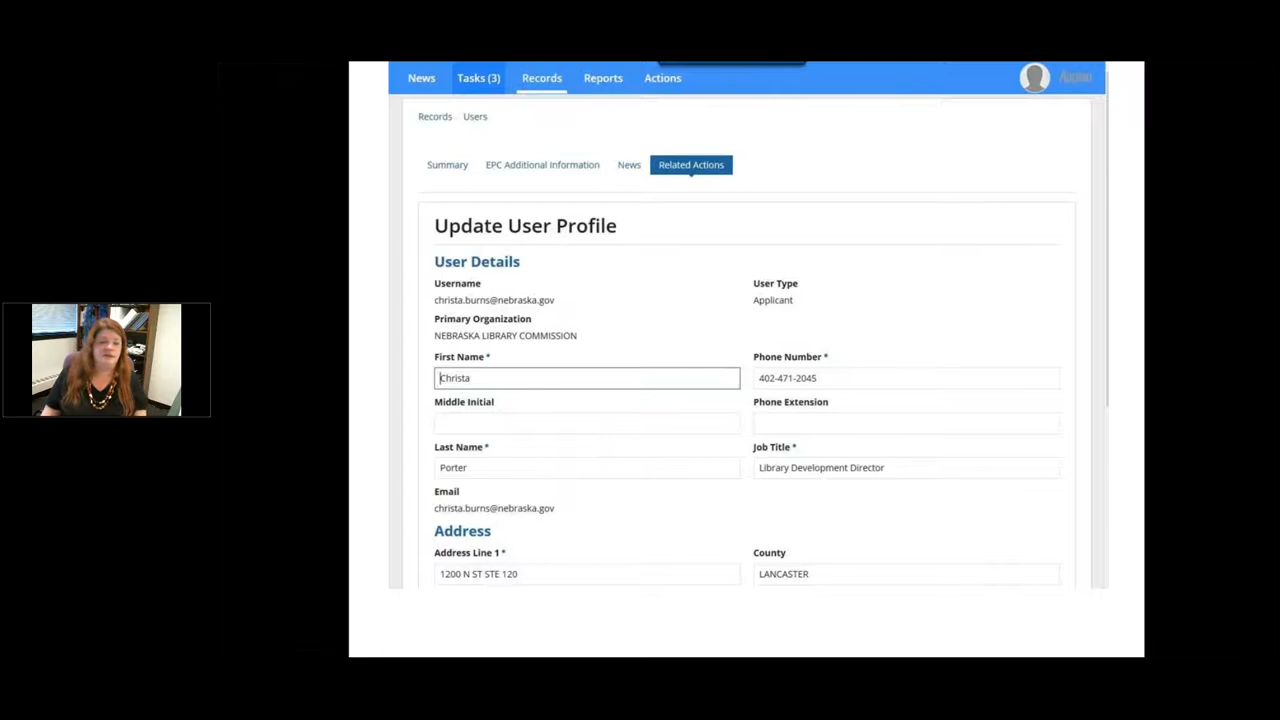 News Tasks (3) Records Reports Actions
Appian
Records Users
Summary EPC Additional Information News Related Actions
Update User Profile
User Details
Username User Type
christa.burns@nebraska.gov Applicant
Primary Organization
NEBRASKA LIBRARY COMMISSION
First Name * Phone Number *
Christa 402-471-2045
Middle Initial Phone Extension
Last Name * Job Title *
Porter Library Development Director
Email
christa.burns@nebraska.gov
Address
Address Line 1 * County
1200 N ST STE 120 LANCASTER